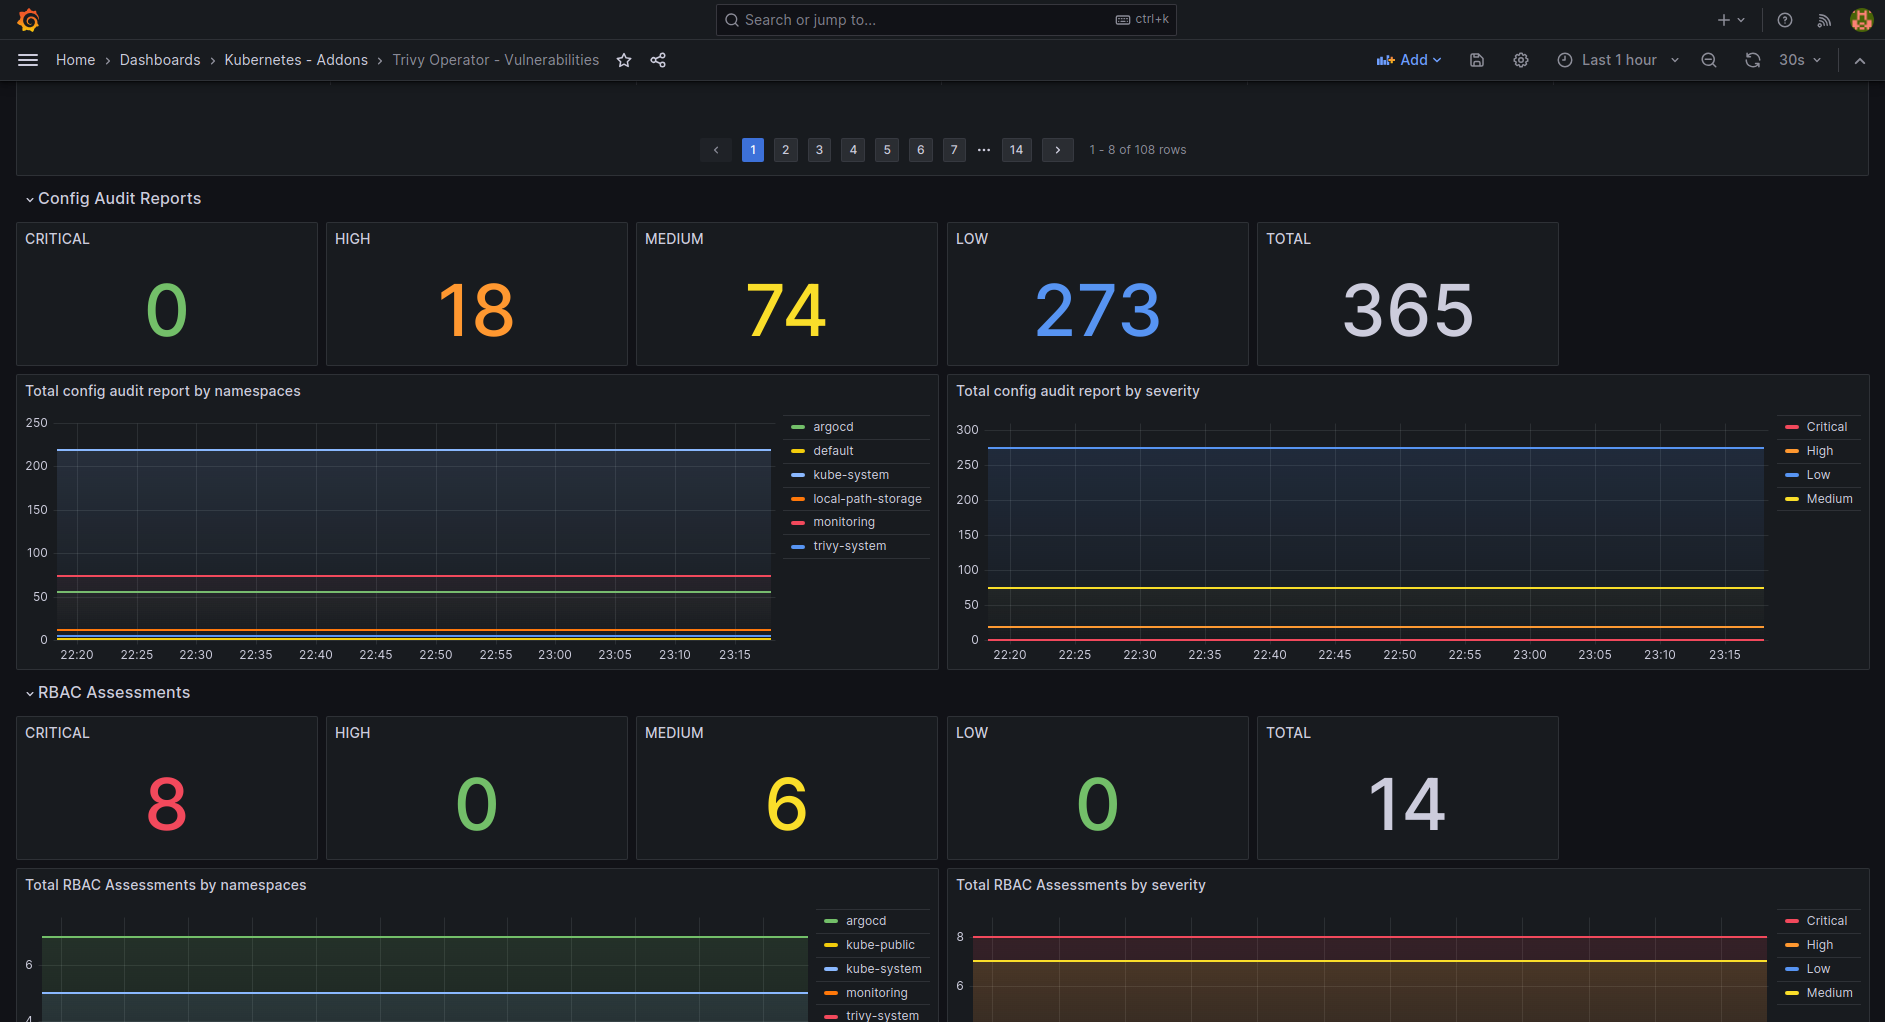 Search or jump to...
ctrl+k
Home › Dashboards › Kubernetes - Addons › Trivy Operator - Vulnerabilities
Add
Last 1 hour
30s
‹ 1 2 3 4 5 6 7 ··· 14 › 1 - 8 of 108 rows
Config Audit Reports
CRITICAL
0
HIGH
18
MEDIUM
74
LOW
273
TOTAL
365
Total config audit report by namespaces
250
200
150
100
50
0
22:20 22:25 22:30 22:35 22:40 22:45 22:50 22:55 23:00 23:05 23:10 23:15
argocd
default
kube-system
local-path-storage
monitoring
trivy-system
Total config audit report by severity
300
250
200
150
100
50
0
22:20 22:25 22:30 22:35 22:40 22:45 22:50 22:55 23:00 23:05 23:10 23:15
Critical
High
Low
Medium
RBAC Assessments
CRITICAL
8
HIGH
0
MEDIUM
6
LOW
0
TOTAL
14
Total RBAC Assessments by namespaces
6
4
argocd
kube-public
kube-system
monitoring
trivy-system
Total RBAC Assessments by severity
8
6
Critical
High
Low
Medium